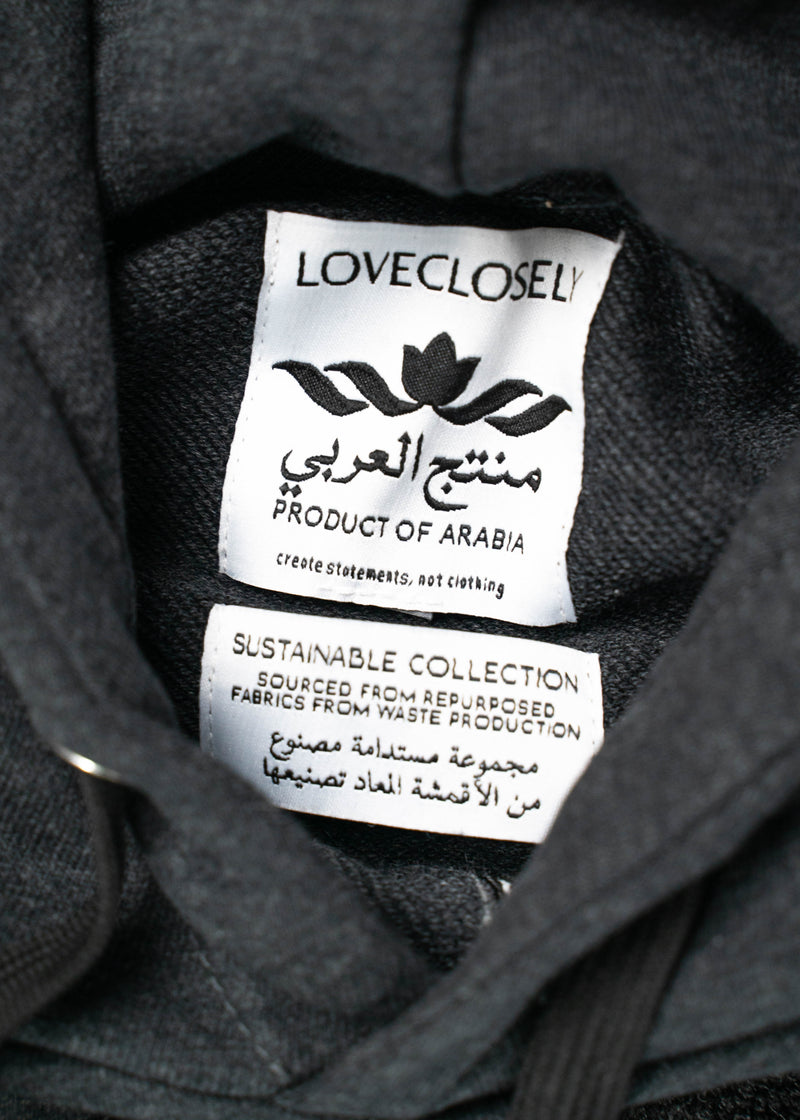 LOVECLOSELY
منتج العربي
PRODUCT OF ARABIA
create statements, not clothing
SUSTAINABLE COLLECTION
SOURCED FROM REPURPOSED
FABRICS FROM WASTE PRODUCTION
مجموعة مستدامة مصنوع
من الأقمشة المعاد تصنيعها